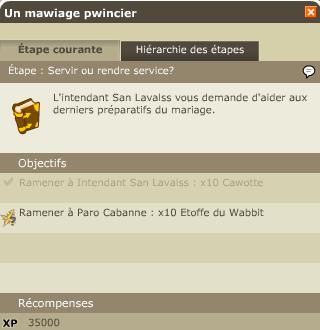 Un mawiage pwincier
Étape courante
Hiérarchie des étapes
Étape : Servir ou rendre service?
L'intendant San Lavaiss vous demande d'aider aux
derniers préparatifs du mariage.
Objectifs
Ramener à Intendant San Lavaiss : x10 Cawotte
Ramener à Paro Cabanne : x10 Etoffe du Wabbit
Récompenses
XP 35000